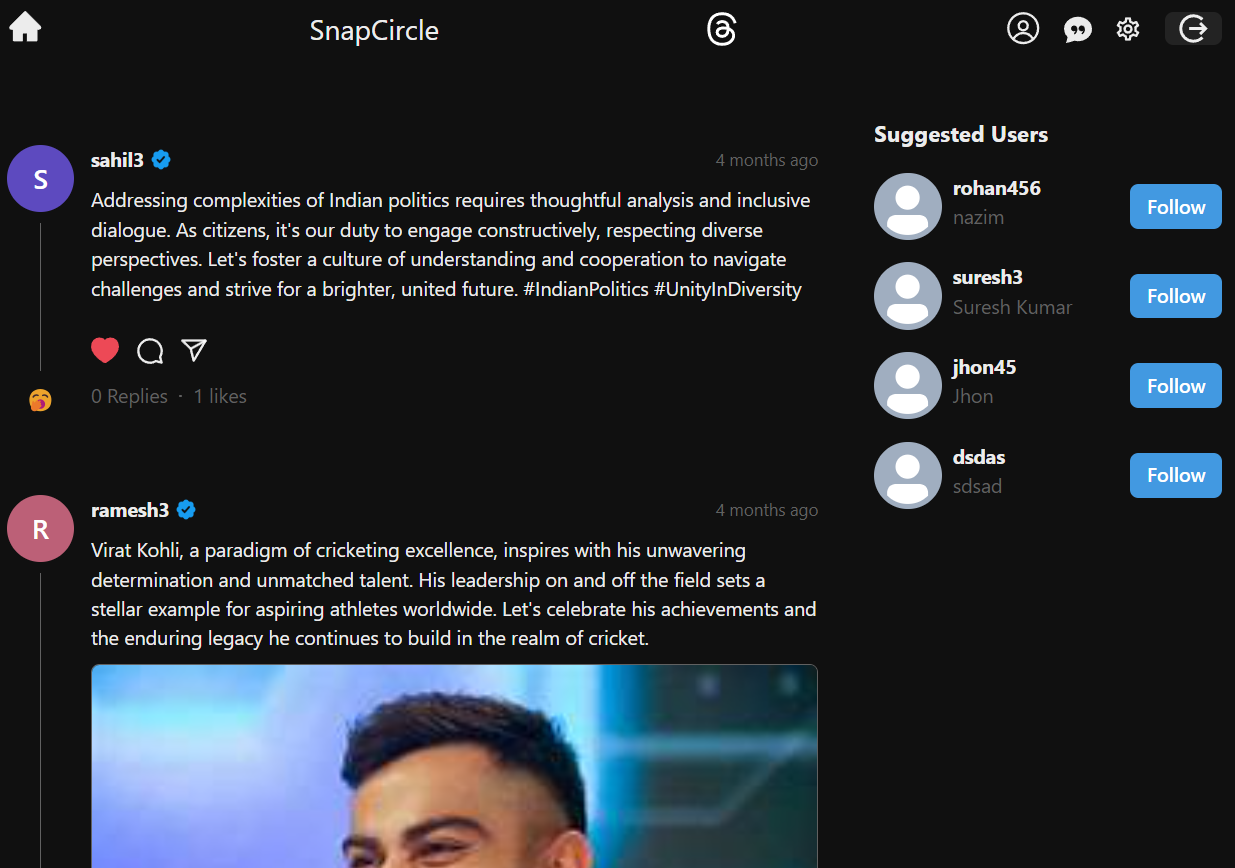 SnapCircle
S
sahil3
4 months ago
Addressing complexities of Indian politics requires thoughtful analysis and inclusive
dialogue. As citizens, it's our duty to engage constructively, respecting diverse
perspectives. Let's foster a culture of understanding and cooperation to navigate
challenges and strive for a brighter, united future. #IndianPolitics #UnityInDiversity
0 Replies · 1 likes
R
ramesh3
4 months ago
Virat Kohli, a paradigm of cricketing excellence, inspires with his unwavering
determination and unmatched talent. His leadership on and off the field sets a
stellar example for aspiring athletes worldwide. Let's celebrate his achievements and
the enduring legacy he continues to build in the realm of cricket.
Suggested Users
rohan456
nazim
Follow
suresh3
Suresh Kumar
Follow
jhon45
Jhon
Follow
dsdas
sdsad
Follow